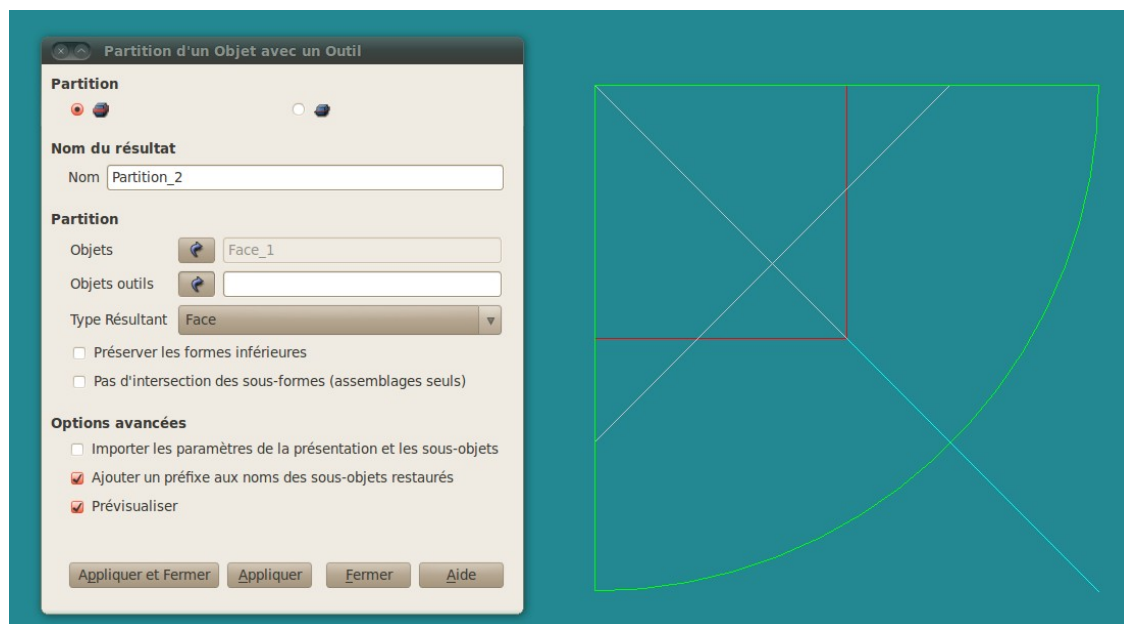 Partition d'un Objet avec un Outil
Partition
Nom du résultat
Nom Partition_2
Partition
Objets Face_1
Objets outils
Type Résultant Face
Préserver les formes inférieures
Pas d'intersection des sous-formes (assemblages seuls)
Options avancées
Importer les paramètres de la présentation et les sous-objets
Ajouter un préfixe aux noms des sous-objets restaurés
Prévisualiser
Appliquer et Fermer Appliquer Fermer Aide